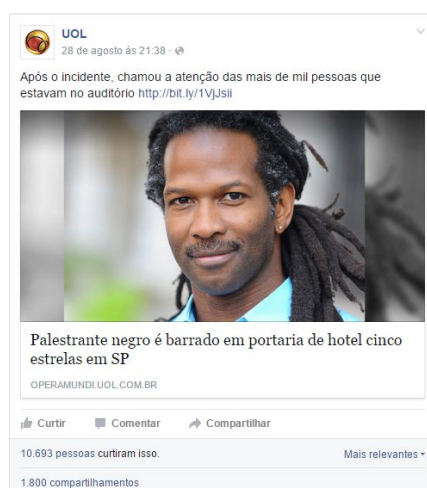 UOL
28 de agosto às 21:38 ·
Após o incidente, chamou a atenção das mais de mil pessoas que
estavam no auditório http://bit.ly/1VjJsii
Palestrante negro é barrado em portaria de hotel cinco
estrelas em SP
OPERAMUNDI.UOL.COM.BR
Curtir Comentar Compartilhar
10.693 pessoas curtiram isso. Mais relevantes
1.800 compartilhamentos